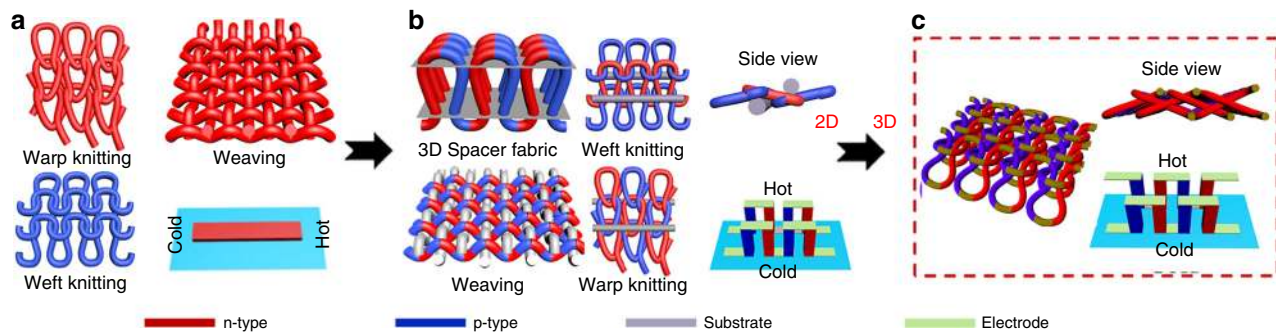 a
Warp knitting
Weaving
Weft knitting
Cold
Hot
b
3D Spacer fabric
Weft knitting
Weaving
Warp knitting
Side view
2D
3D
Hot
Cold
c
Side view
Hot
Cold
n-type
p-type
Substrate
Electrode